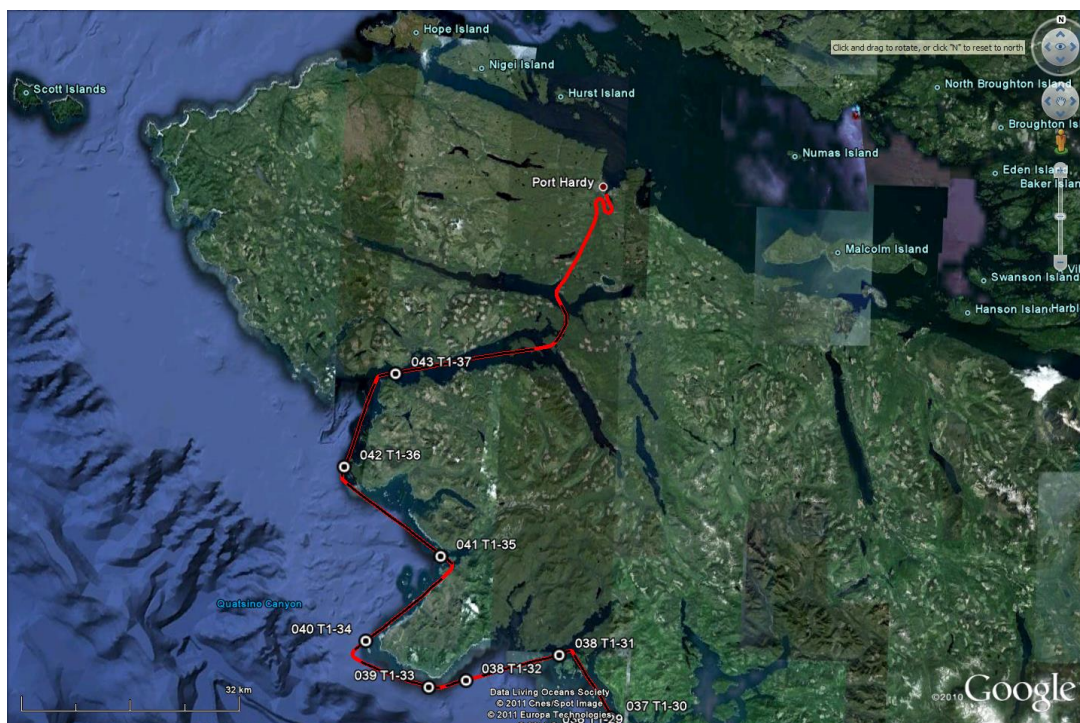 Hope Island
Nigei Island
Click and drag to rotate, or click "N" to reset to north
N
Scott Islands
Hurst Island
North Broughton Island
Broughton Isl
Numas Island
Eden Island
Baker Islan
Port Hardy
Malcolm Island
Vil
Swanson Island
Hanson Island
Harbl
043 T1-37
042 T1-36
041 T1-35
Quatsino Canyon
040 T1-34
038 T1-31
038 T1-32
039 T1-33
32 km
Data Living Oceans Society
© 2011 Cnes/Spot Image
© 2011 Europa Technologies
037 T1-30
©2010 Google